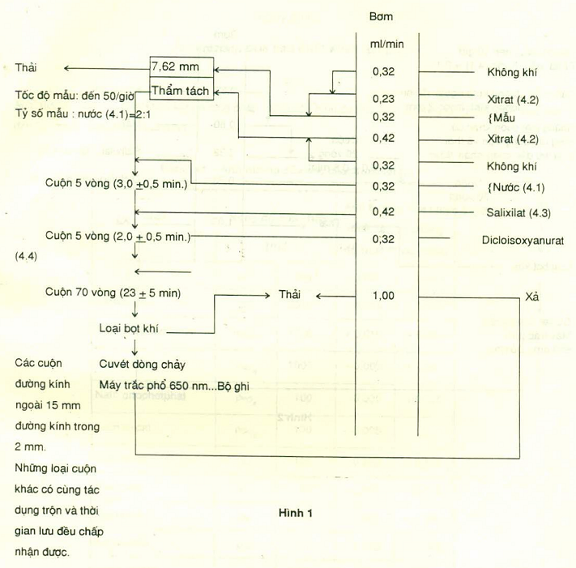 Bơm
ml/min
Thải
7,62 mm
0,32
Không khí
Thẩm tách
Tốc độ mẫu: đến 50/giờ
0,23
Xitrat (4.2)
Tỷ số mẫu : nước (4.1)=2:1
0,32
{Mẫu
0,42
Xitrat (4.2)
0,32
Không khí
Cuộn 5 vòng (3,0 ±0,5 min.)
0,32
{Nước (4.1)
0,42
Salixilat (4.3)
Cuộn 5 vòng (2,0 ± 0,5 min.)
0,32
Dicloisoxyanurat
(4.4)
Cuộn 70 vòng (23 ± 5 min)
Thải
1,00
Xả
Loại bọt khí
Cuvét dòng chảy
Máy trắc phổ 650 nm...Bộ ghi
Các cuộn
đường kính
ngoài 15 mm
đường kính trong
2 mm.
Những loại cuộn
khác có cùng tác
dụng trộn và thời
gian lưu đều chấp
nhận được.
Hình 1